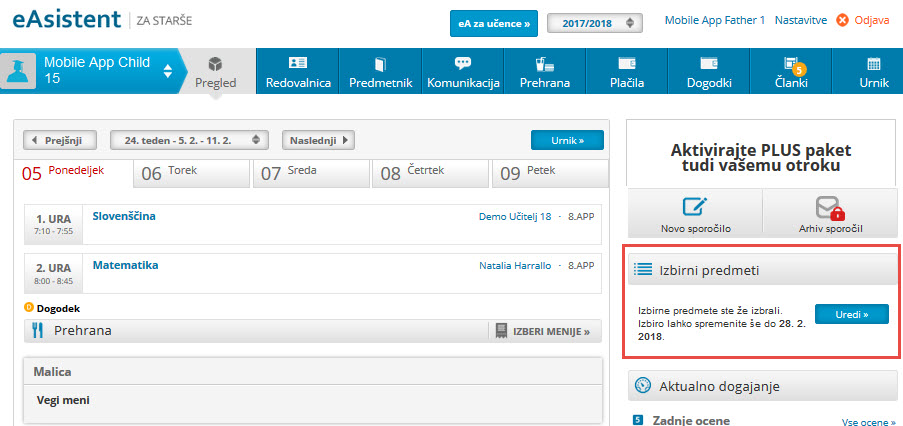 eAsistent | ZA STARŠE
eA za učence »
2017/2018
Mobile App Father 1
Nastavitve
Odjava
Mobile App Child
15
Pregled
Redovalnica
Predmetnik
Komunikacija
Prehrana
Plačila
Dogodki
5
Članki
Urnik
Prejšnji
24. teden - 5. 2. - 11. 2.
Naslednji
Urnik »
05 Ponedeljek
06 Torek
07 Sreda
08 Četrtek
09 Petek
1. URA
7:10 - 7:55
Slovenščina
Demo Učitelj 18 · 8.APP
2. URA
8:00 - 8:45
Matematika
Natalia Harrallo · 8.APP
Dogodek
Prehrana
IZBERI MENIJE »
Malica
Vegi meni
Aktivirajte PLUS paket
tudi vašemu otroku
Novo sporočilo
Arhiv sporočil
Izbirni predmeti
Izbirne predmete ste že izbrali.
Izbiro lahko spremenite še do 28. 2.
2018.
Uredi »
Aktualno dogajanje
5 Zadnje ocene
Vse ocene »